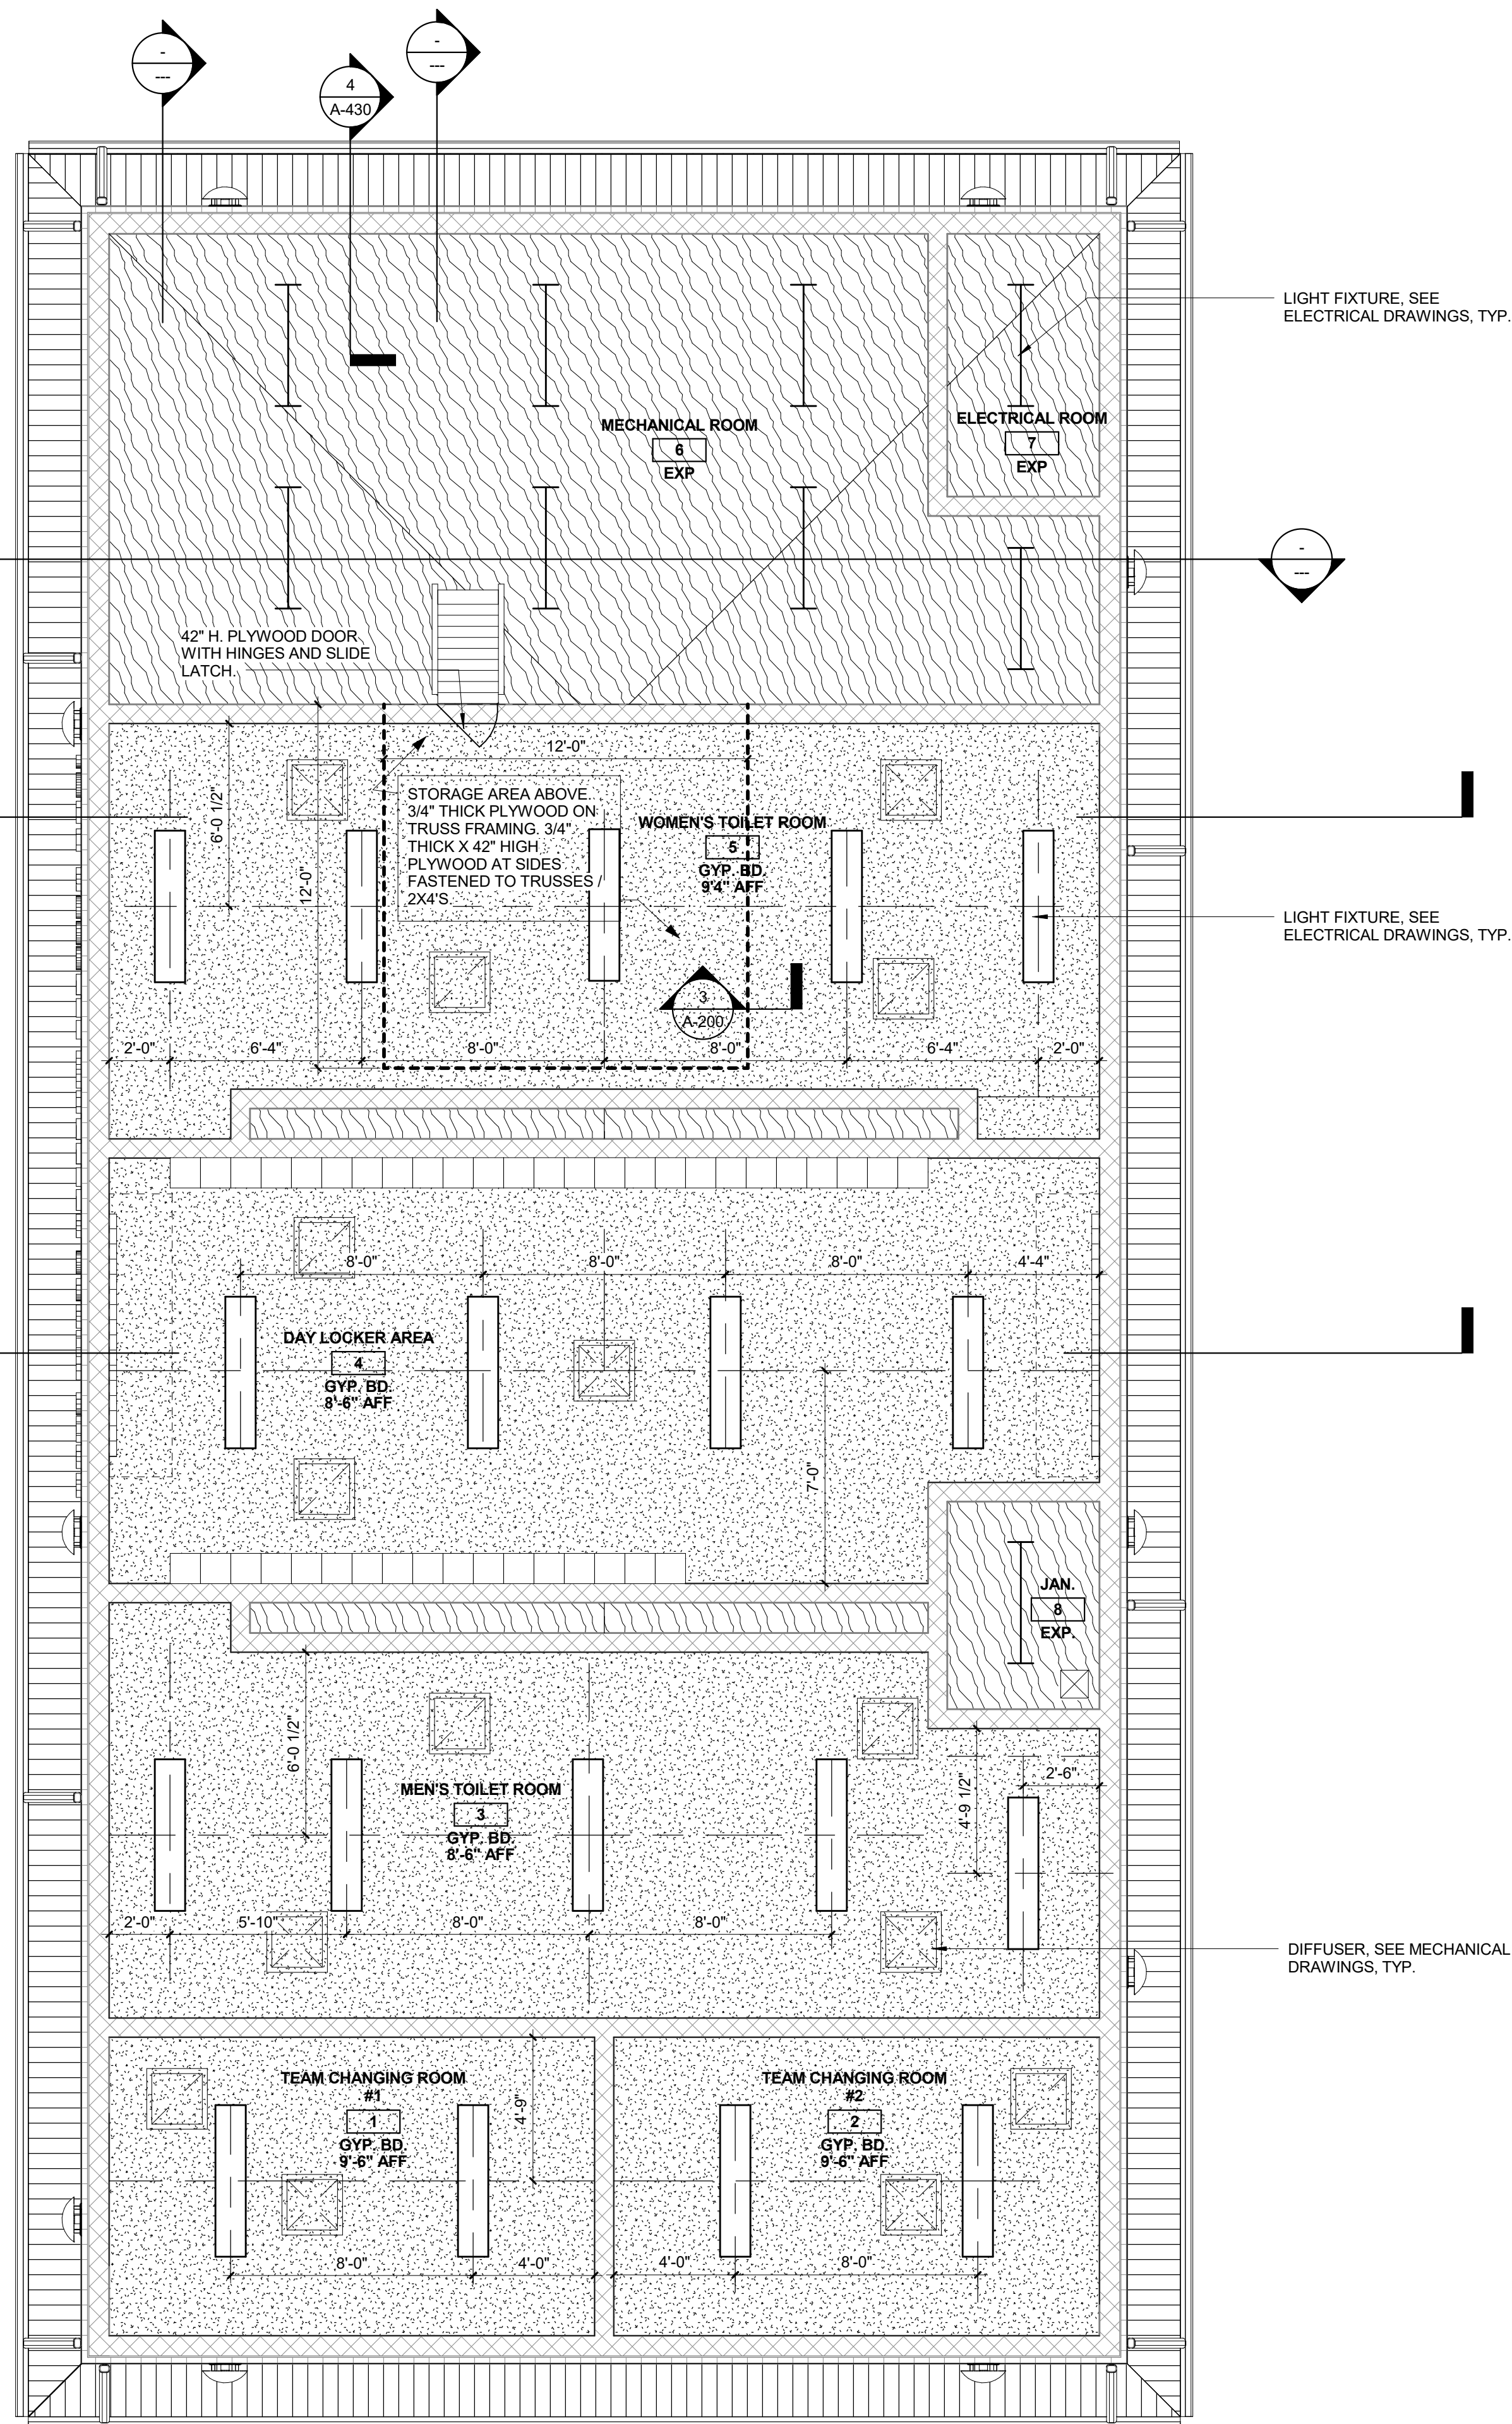 -
---
4
A-430
-
---
LIGHT FIXTURE, SEE
ELECTRICAL DRAWINGS, TYP.
MECHANICAL ROOM
6
EXP
ELECTRICAL ROOM
7
EXP
-
---
42" H. PLYWOOD DOOR
WITH HINGES AND SLIDE
LATCH.
12'-0"
6'-0 1/2"
12'-0"
STORAGE AREA ABOVE.
3/4" THICK PLYWOOD ON
TRUSS FRAMING. 3/4"
THICK X 42" HIGH
PLYWOOD AT SIDES
FASTENED TO TRUSSES /
2X4'S.
WOMEN'S TOILET ROOM
5
GYP. BD.
9'4" AFF
LIGHT FIXTURE, SEE
ELECTRICAL DRAWINGS, TYP.
3
A-200
2'-0"
6'-4"
8'-0"
8'-0"
6'-4"
2'-0"
8'-0"
8'-0"
8'-0"
4'-4"
DAY LOCKER AREA
4
GYP. BD.
8'-6" AFF
7'-0"
JAN.
8
EXP.
6'-0 1/2"
4'-9 1/2"
2'-6"
MEN'S TOILET ROOM
3
GYP. BD.
8'-6" AFF
2'-0"
5'-10"
8'-0"
8'-0"
DIFFUSER, SEE MECHANICAL
DRAWINGS, TYP.
TEAM CHANGING ROOM
#1
1
GYP. BD.
9'-6" AFF
4'-9"
TEAM CHANGING ROOM
#2
2
GYP. BD.
9'-6" AFF
8'-0"
4'-0"
4'-0"
8'-0"